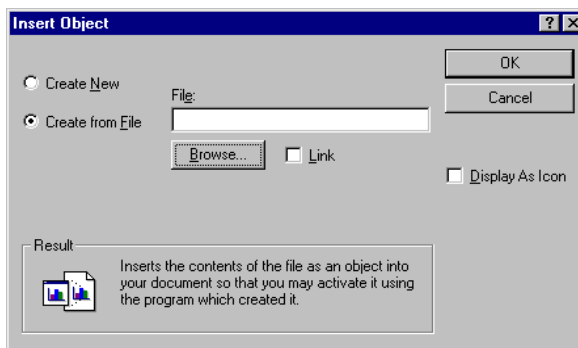 Insert Object
Create New
OK
File:
Create from File
Cancel
Browse...
Link
Display As Icon
Result
Inserts the contents of the file as an object into
your document so that you may activate it using
the program which created it.